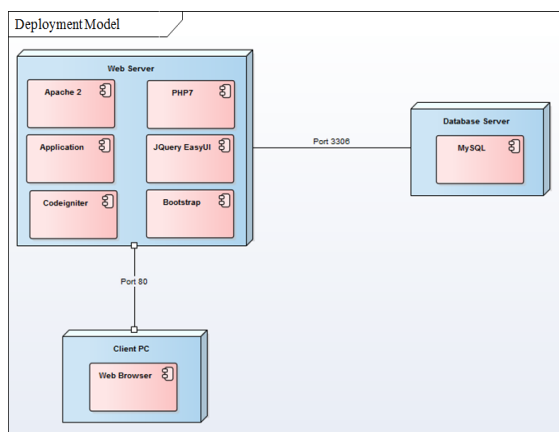 Deployment Model
Web Server
Apache 2
PHP7
Application
JQuery EasyUI
Codeigniter
Bootstrap
Port 3306
Database Server
MySQL
Port 80
Client PC
Web Browser